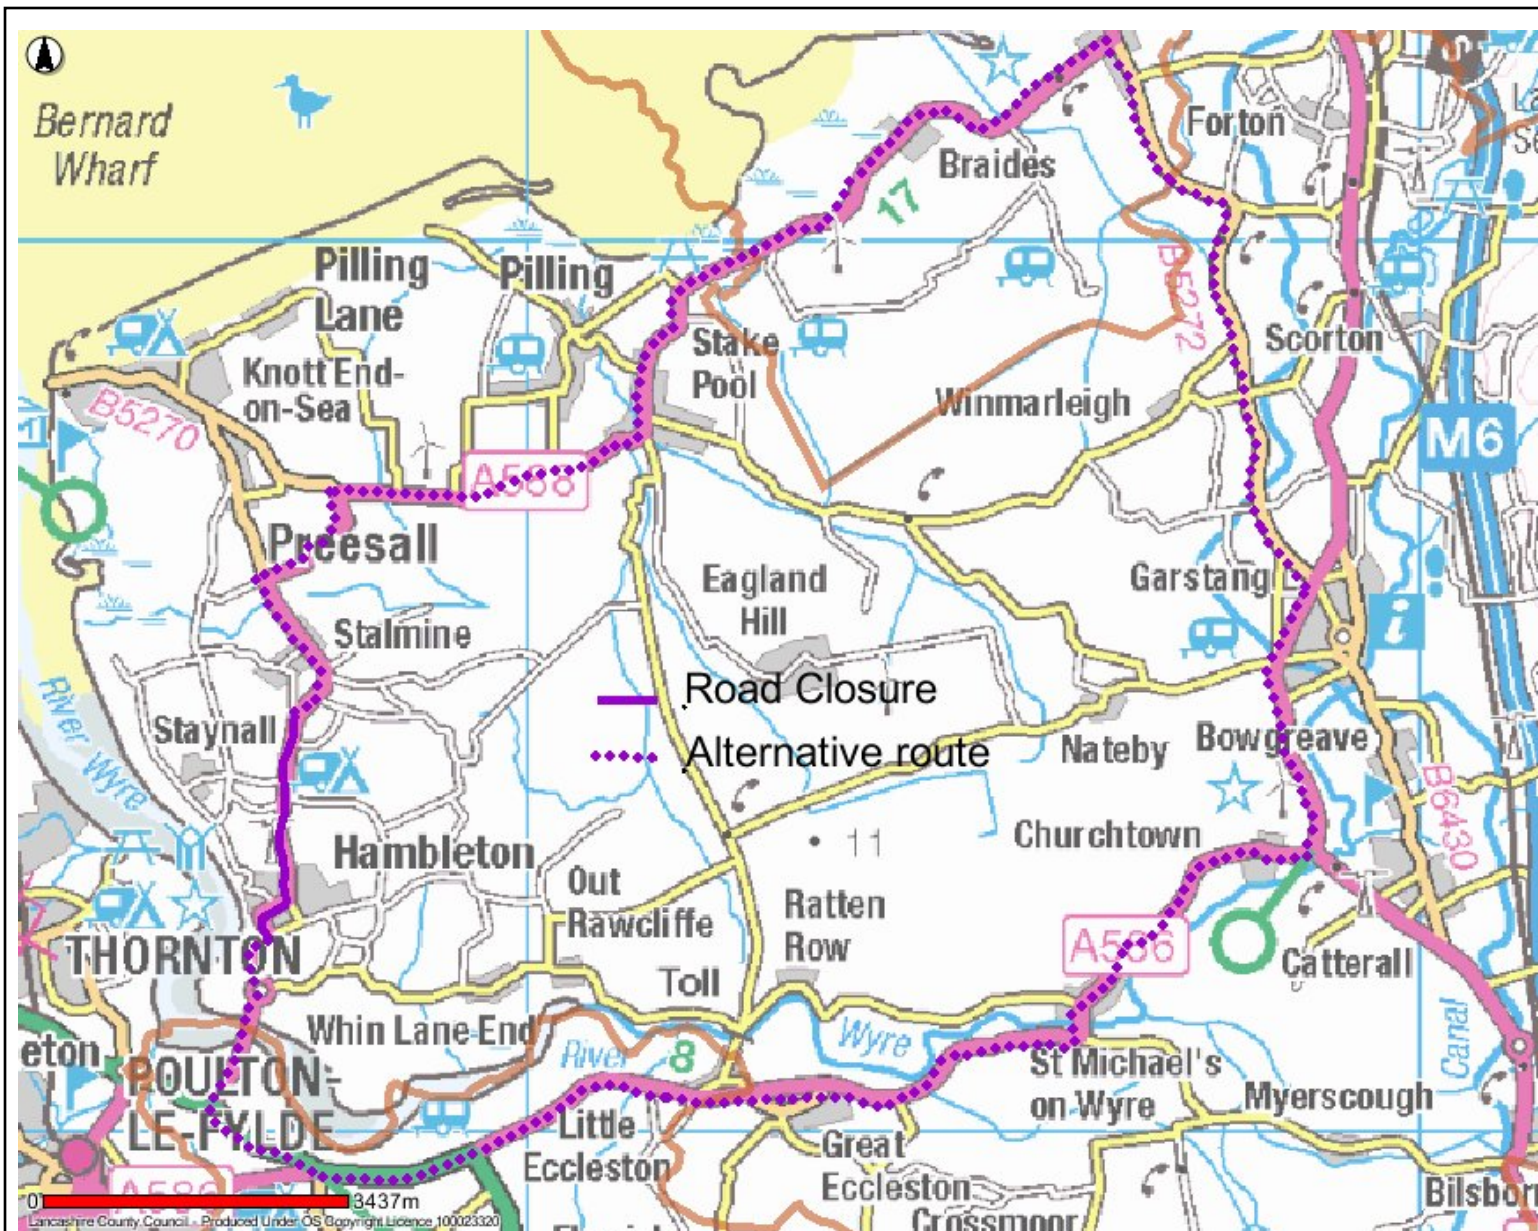 Bernard
Wharf
Forton
Braides
17
Pilling
Lane
Pilling
B5272
Scorton
Stake
Pool
Knott End-
on-Sea
B5270
Winmarleigh
M6
A588
Preesall
Garstang
Eagland
Hill
i
Stalmine
Road Closure
River Wyre
Staynall
Alternative route
Nateby
Bowgreave
B6430
Churchtown
11
Hambleton
Out
Rawcliffe
Ratten
Row
A586
THORNTON
Toll
Catterall
Whin Lane End
River
8
Wyre
Canal
eton
POULTON-
LE-FYLDE
St Michael's
on Wyre
Myerscough
Little
Eccleston
Great
Eccleston
A586
Crossmoor
0
3437m
Lancashire County Council - Produced Under OS Copyright Licence 100023320